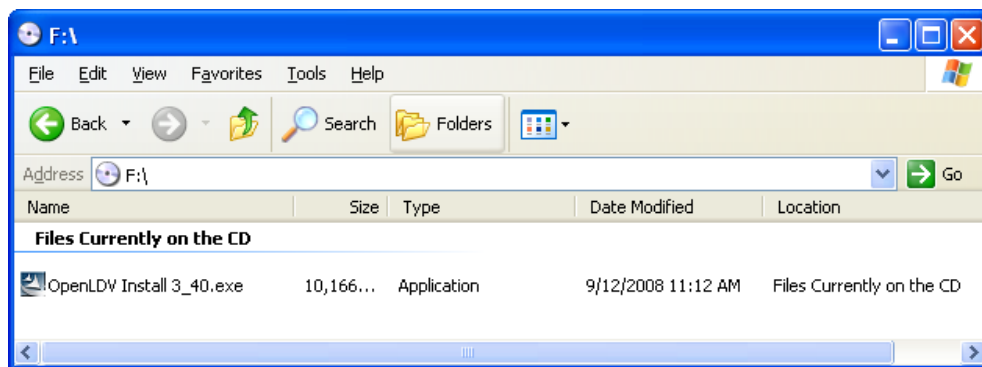 F:\
File Edit View Favorites Tools Help
Back Search Folders
Address F:\ Go
Name Size Type Date Modified Location
Files Currently on the CD
OpenLDV Install 3_40.exe 10,166... Application 9/12/2008 11:12 AM Files Currently on the CD